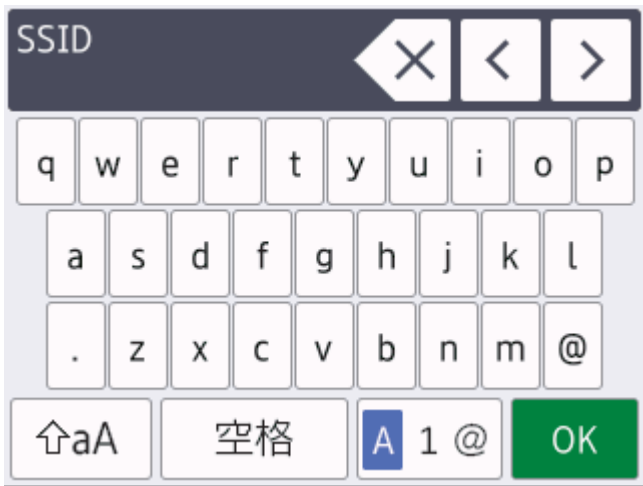 SSID
q w e r t y u i o p
a s d f g h j k l
. z x c v b n m @
aA 空格 A 1 @ OK